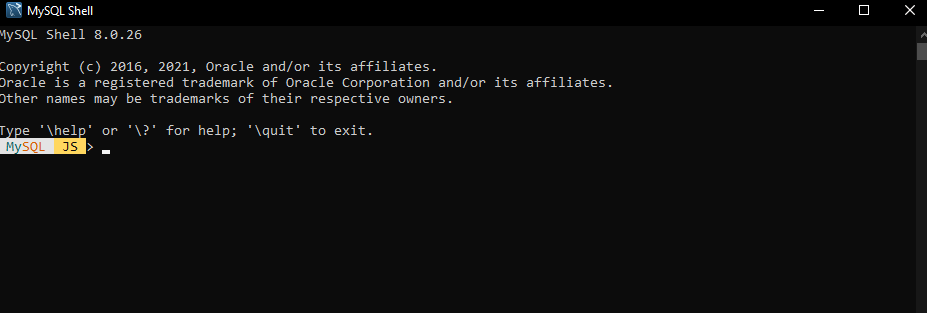 MySQL Shell
MySQL Shell 8.0.26
Copyright (c) 2016, 2021, Oracle and/or its affiliates.
Oracle is a registered trademark of Oracle Corporation and/or its affiliates.
Other names may be trademarks of their respective owners.
Type '\help' or '\?' for help; '\quit' to exit.
MySQL JS >